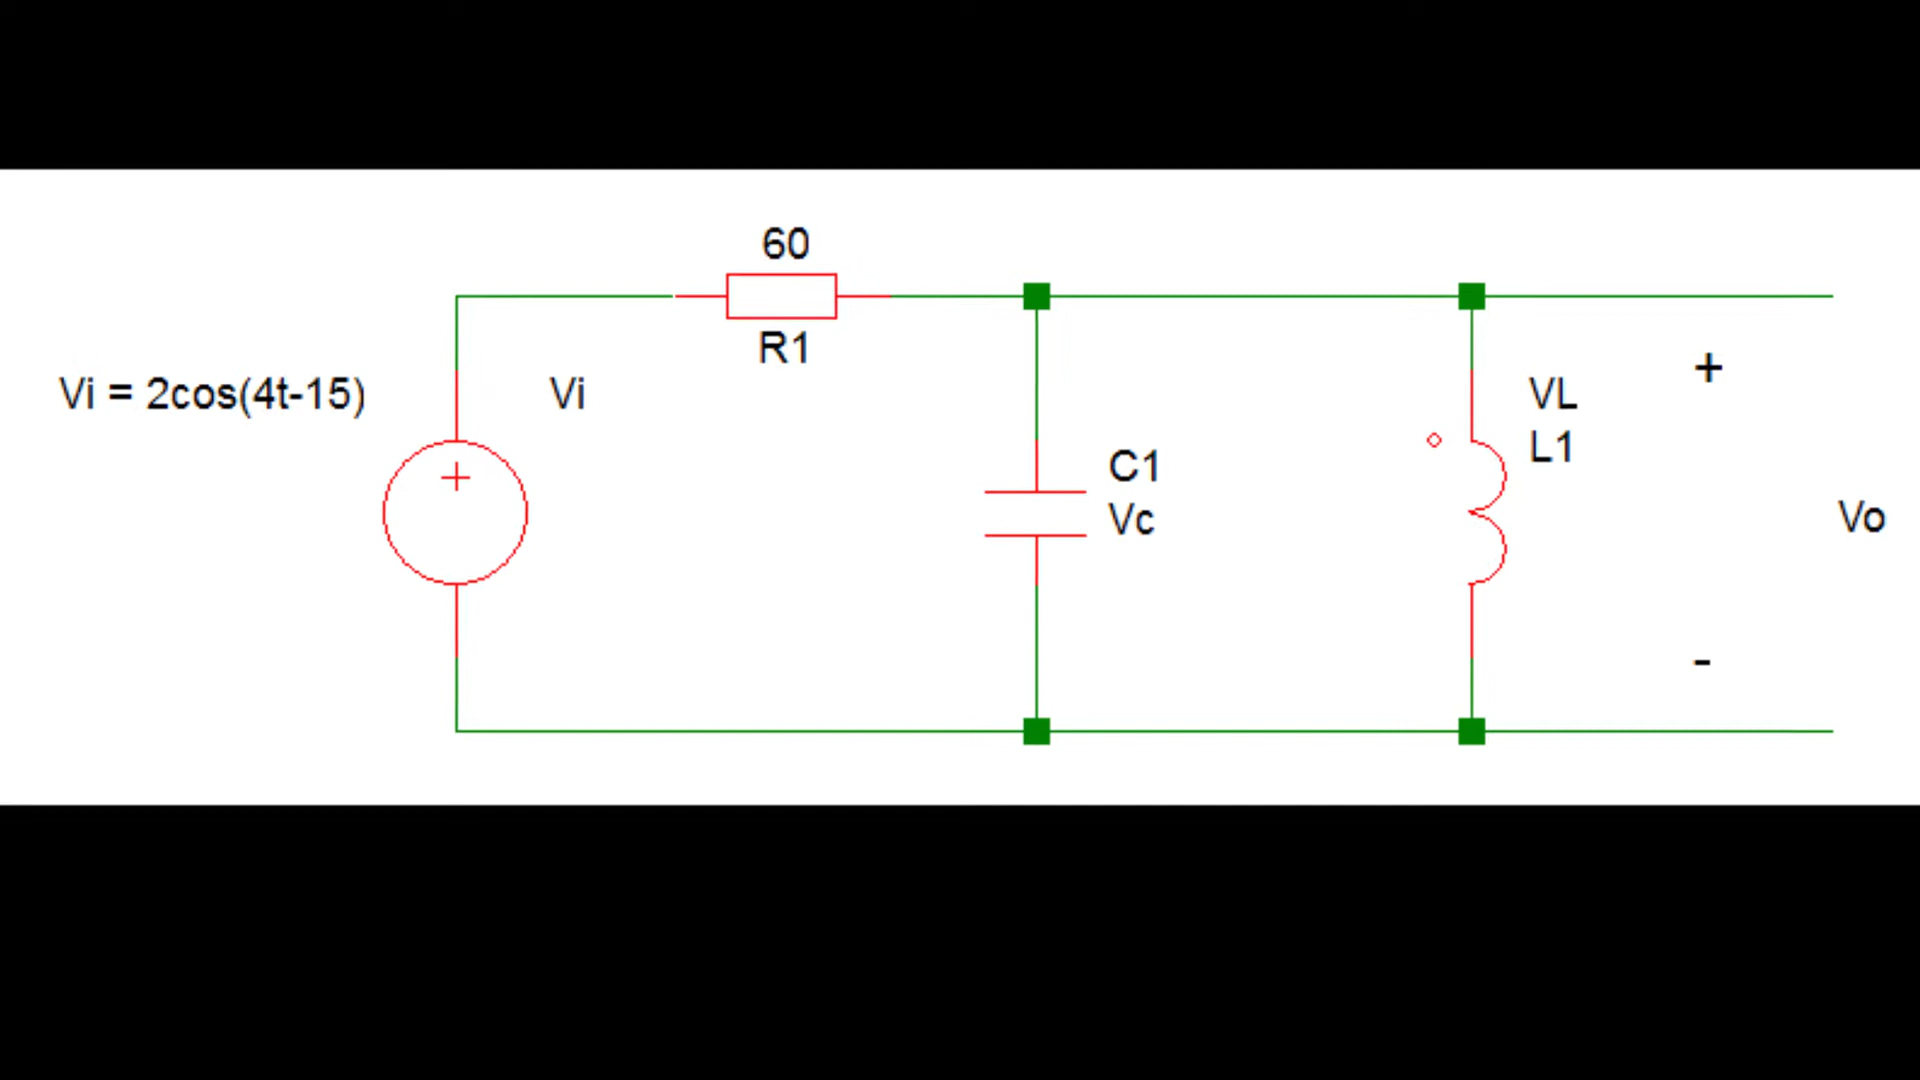 60
R1
Vi = 2cos(4t-15)
Vi
+
C1
Vc
VL
L1
+
Vo
-